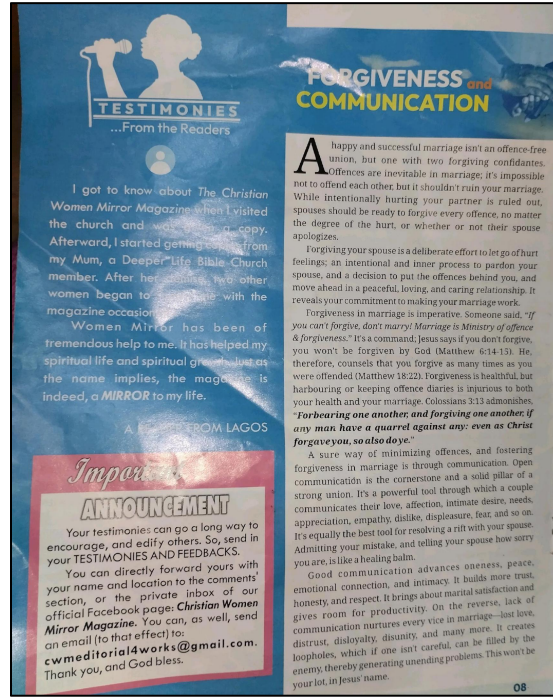 TESTIMONIES
...From the Readers
I got to know about The Christian
Women Mirror Magazine when I visited
the church and a copy.
Afterward, I started getting from
my Mum, a Deeper Life Bible Church
member. After her two other
women began to with the
magazine
Women Mirror has been of
tremendous help to me. It has helped my
spiritual life and spiritual Just as
the name implies, the magazine is
indeed, a MIRROR to my life.
A FROM LAGOS
Important
ANNOUNCEMENT
Your testimonies can go a long way to
encourage, and edify others. So, send in
your TESTIMONIES AND FEEDBACKS.
You can directly forward yours with
your name and location to the comments'
section, or the private inbox of our
official Facebook page: Christian Women
Mirror Magazine. You can, as well, send
an email (to that effect) to:
cwmeditorial4works@gmail.com.
Thank you, and God bless.
FORGIVENESS and
COMMUNICATION
A happy and successful marriage isn't an offence-free
union, but one with two forgiving confidantes.
Offences are inevitable in marriage; it's impossible
not to offend each other, but it shouldn't ruin your marriage.
While intentionally hurting your partner is ruled out,
spouses should be ready to forgive every offence, no matter
the degree of the hurt, or whether or not their spouse
apologizes.
Forgiving your spouse is a deliberate effort to let go of hurt
feelings; an intentional and inner process to pardon your
spouse, and a decision to put the offences behind you, and
move ahead in a peaceful, loving, and caring relationship. It
reveals your commitment to making your marriage work.
Forgiveness in marriage is imperative. Someone said, "If
you can't forgive, don't marry! Marriage is Ministry of offence
& forgiveness." It's a command; Jesus says if you don't forgive,
you won't be forgiven by God (Matthew 6:14-15). He,
therefore, counsels that you forgive as many times as you
were offended (Matthew 18:22). Forgiveness is healthful, but
harbouring or keeping offence diaries is injurious to both
your health and your marriage. Colossians 3:13 admonishes,
"Forbearing one another, and forgiving one another, if
any man have a quarrel against any: even as Christ
forgave you, so also do ye."
A sure way of minimizing offences, and fostering
forgiveness in marriage is through communication. Open
communication is the cornerstone and a solid pillar of a
strong union. It's a powerful tool through which a couple
communicates their love, affection, intimate desire, needs,
appreciation, empathy, dislike, displeasure, fear, and so on.
It's equally the best tool for resolving a rift with your spouse.
Admitting your mistake, and telling your spouse how sorry
you are, is like a healing balm.
Good communication advances oneness, peace,
emotional connection, and intimacy. It builds more trust,
honesty, and respect. It brings about marital satisfaction and
gives room for productivity. On the reverse, lack of
communication nurtures every vice in marriage—lost love,
distrust, disloyalty, disunity, and many more. It creates
loopholes, which if one isn't careful, can be filled by the
enemy, thereby generating unending problems. This won't be
your lot, in Jesus' name.
08